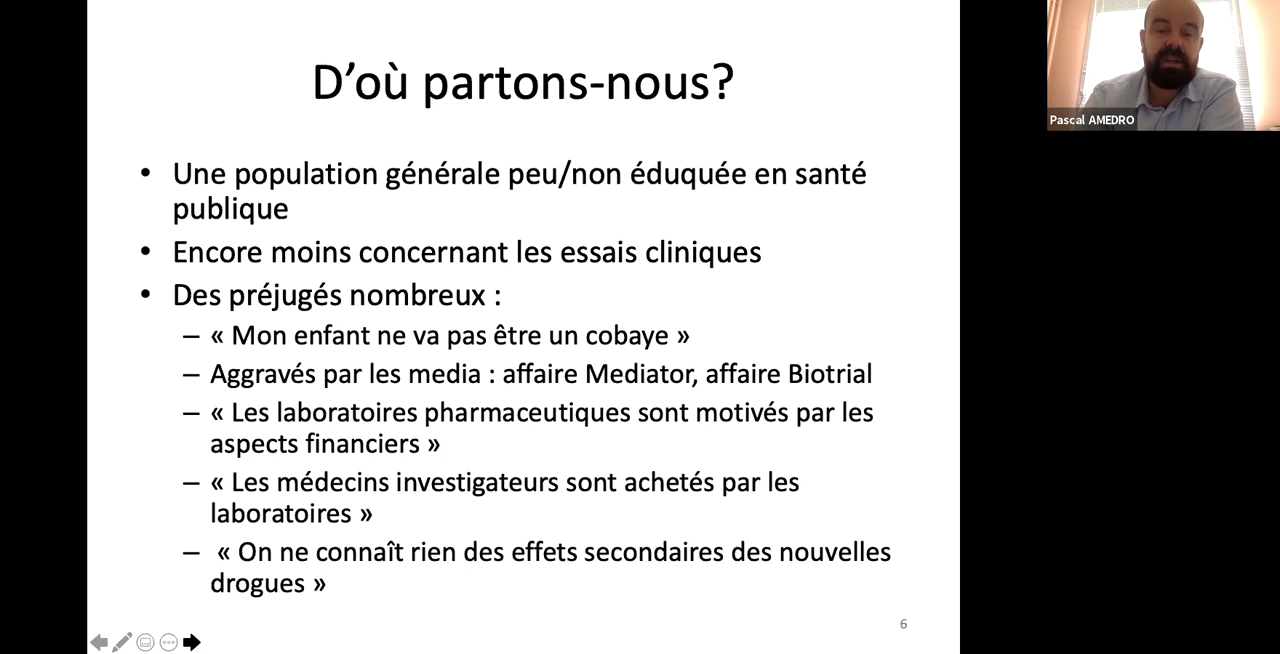 D’où partons-nous?
• Une population générale peu/non éduquée en santé
publique
• Encore moins concernant les essais cliniques
• Des préjugés nombreux :
– « Mon enfant ne va pas être un cobaye »
– Aggravés par les media : affaire Mediator, affaire Biotrial
– « Les laboratoires pharmaceutiques sont motivés par les
aspects financiers »
– « Les médecins investigateurs sont achetés par les
laboratoires »
– « On ne connaît rien des effets secondaires des nouvelles
drogues »
6
Pascal AMEDRO